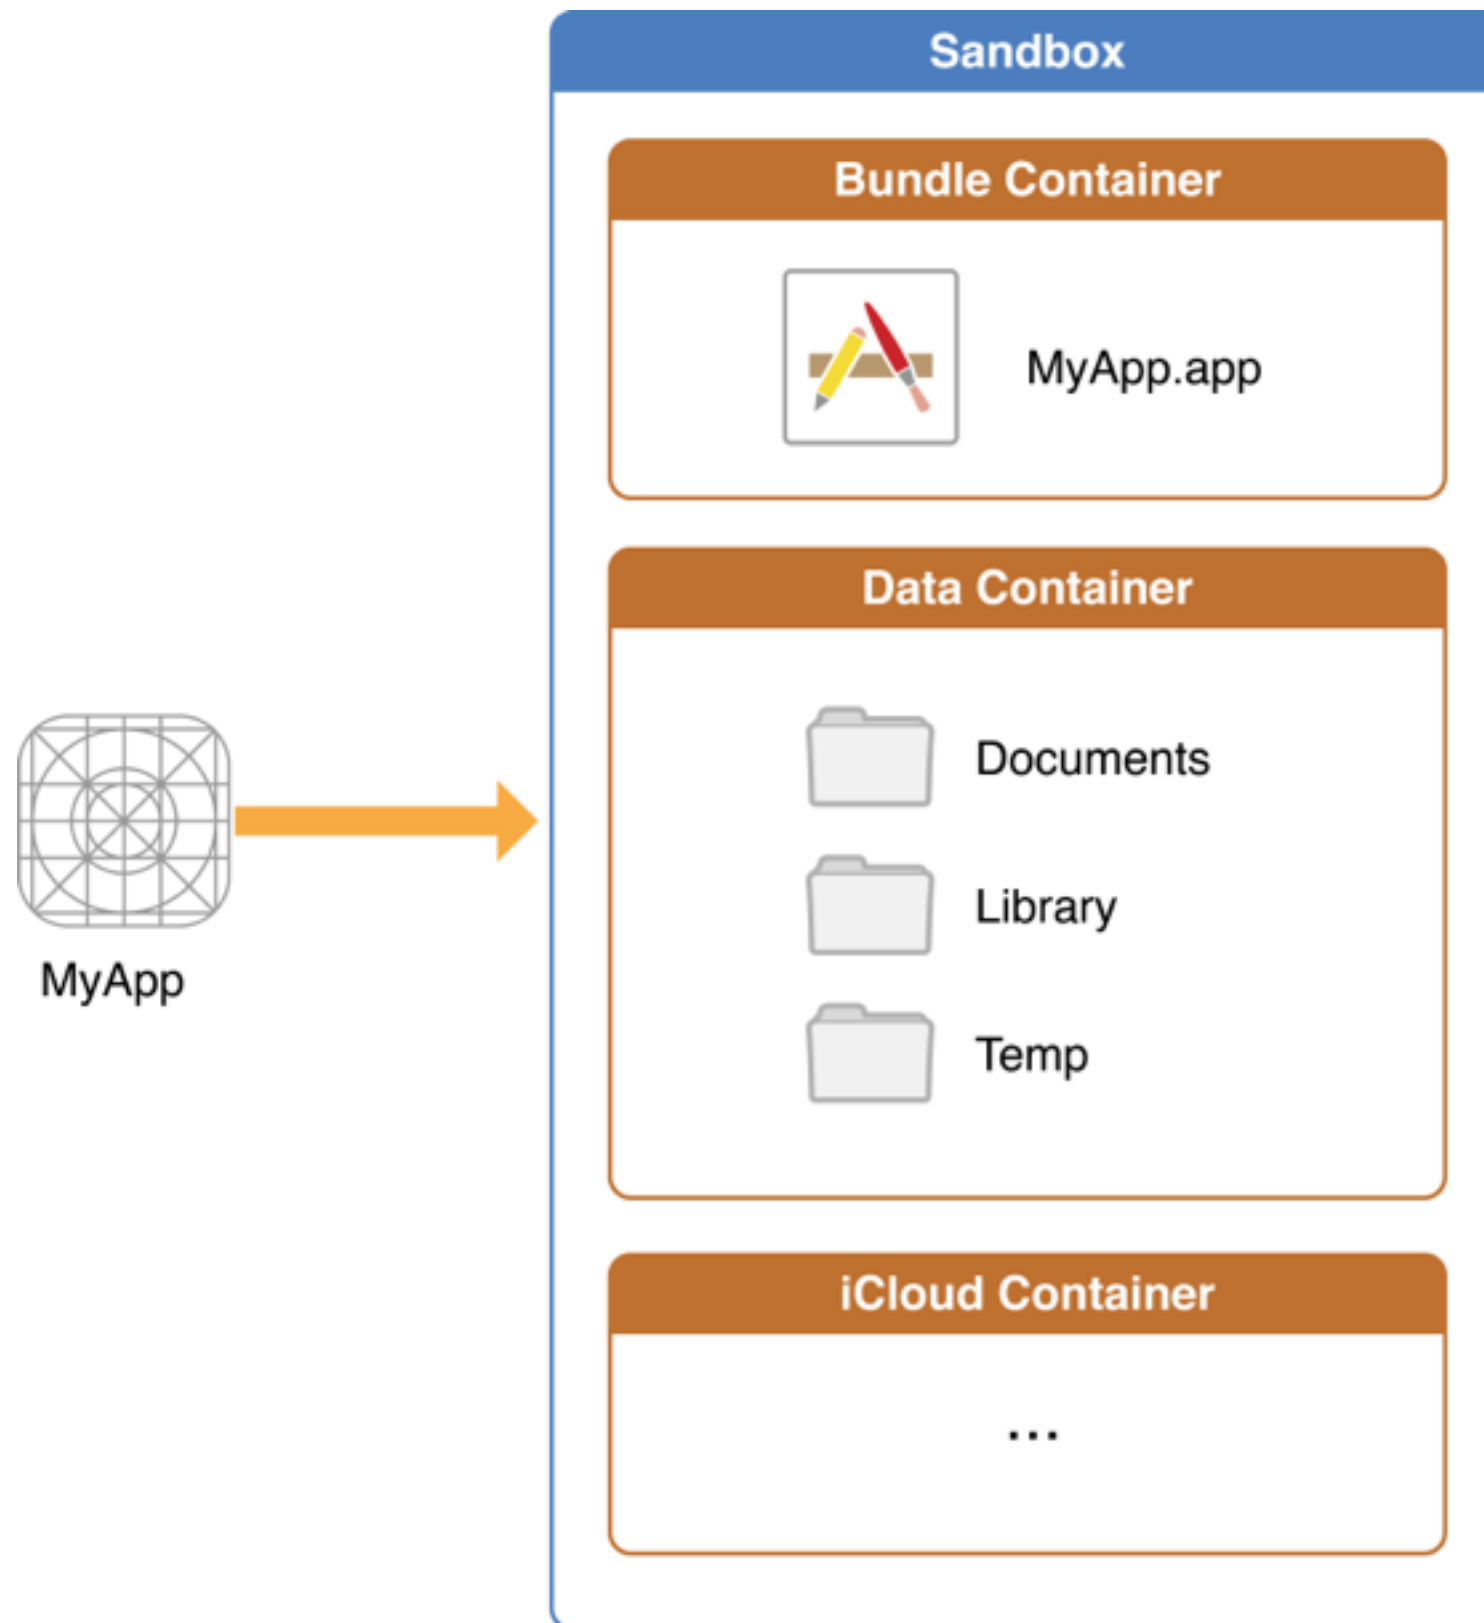 Sandbox
Bundle Container
MyApp.app
Data Container
Documents
Library
Temp
MyApp
iCloud Container
...